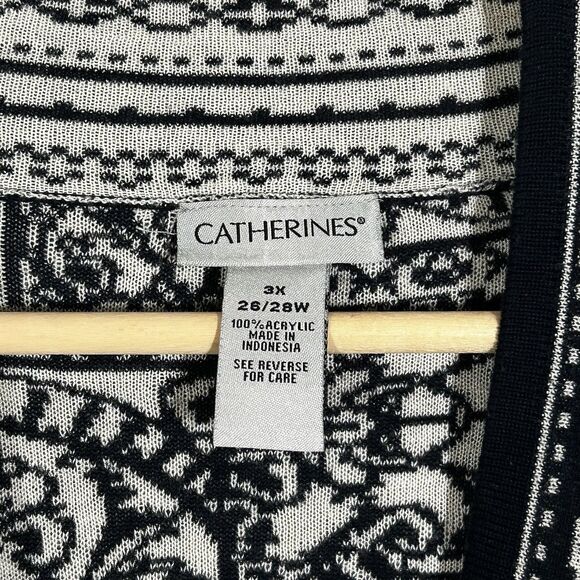 CATHERINES®
3X
26/28W
100% ACRYLIC
MADE IN
INDONESIA
SEE REVERSE
FOR CARE